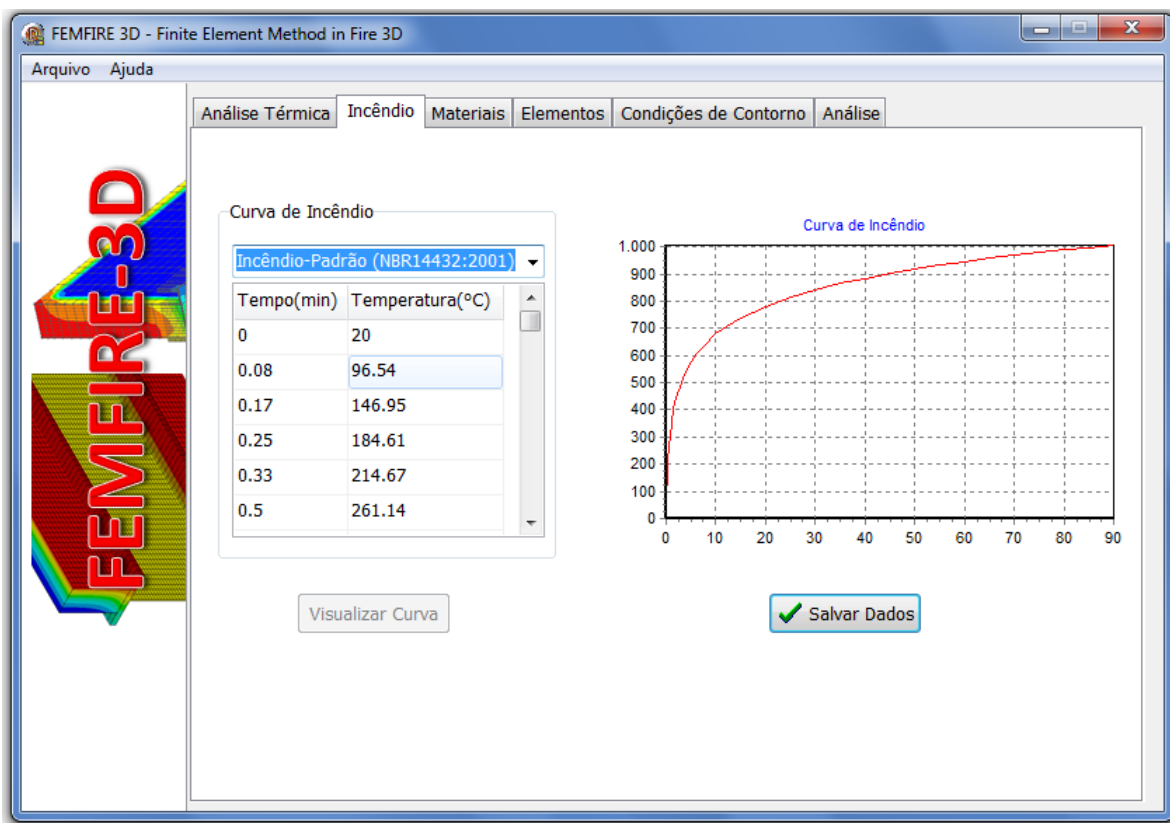 FEMFIRE 3D - Finite Element Method in Fire 3D
Arquivo Ajuda
FEMFIRE-3D
Análise Térmica Incêndio Materiais Elementos Condições de Contorno Análise
Curva de Incêndio
Incêndio-Padrão (NBR14432:2001)
Tempo(min) Temperatura(ºC)
0 20
0.08 96.54
0.17 146.95
0.25 184.61
0.33 214.67
0.5 261.14
Visualizar Curva
Curva de Incêndio
1.000
900
800
700
600
500
400
300
200
100
0
0 10 20 30 40 50 60 70 80 90
Salvar Dados